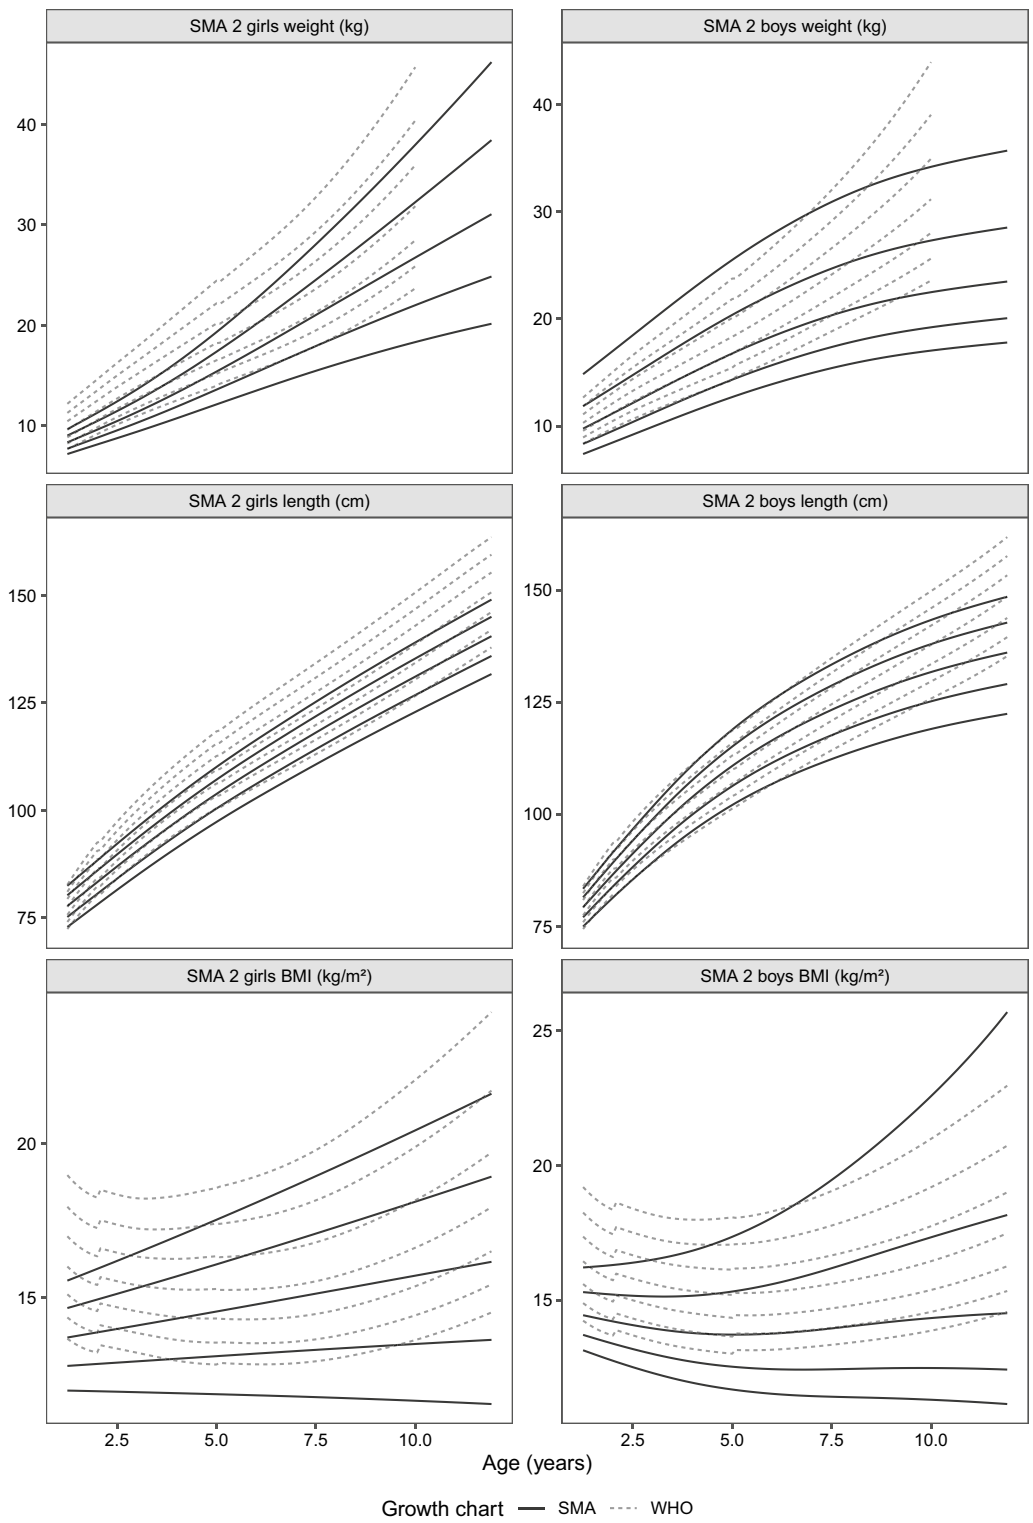 SMA 2 girls weight (kg)
SMA 2 boys weight (kg)
40
30
20
10
40
30
20
10
SMA 2 girls length (cm)
SMA 2 boys length (cm)
150
125
100
75
150
125
100
75
SMA 2 girls BMI (kg/m²)
SMA 2 boys BMI (kg/m²)
20
15
25
20
15
2.5 5.0 7.5 10.0
2.5 5.0 7.5 10.0
Age (years)
Growth chart SMA WHO